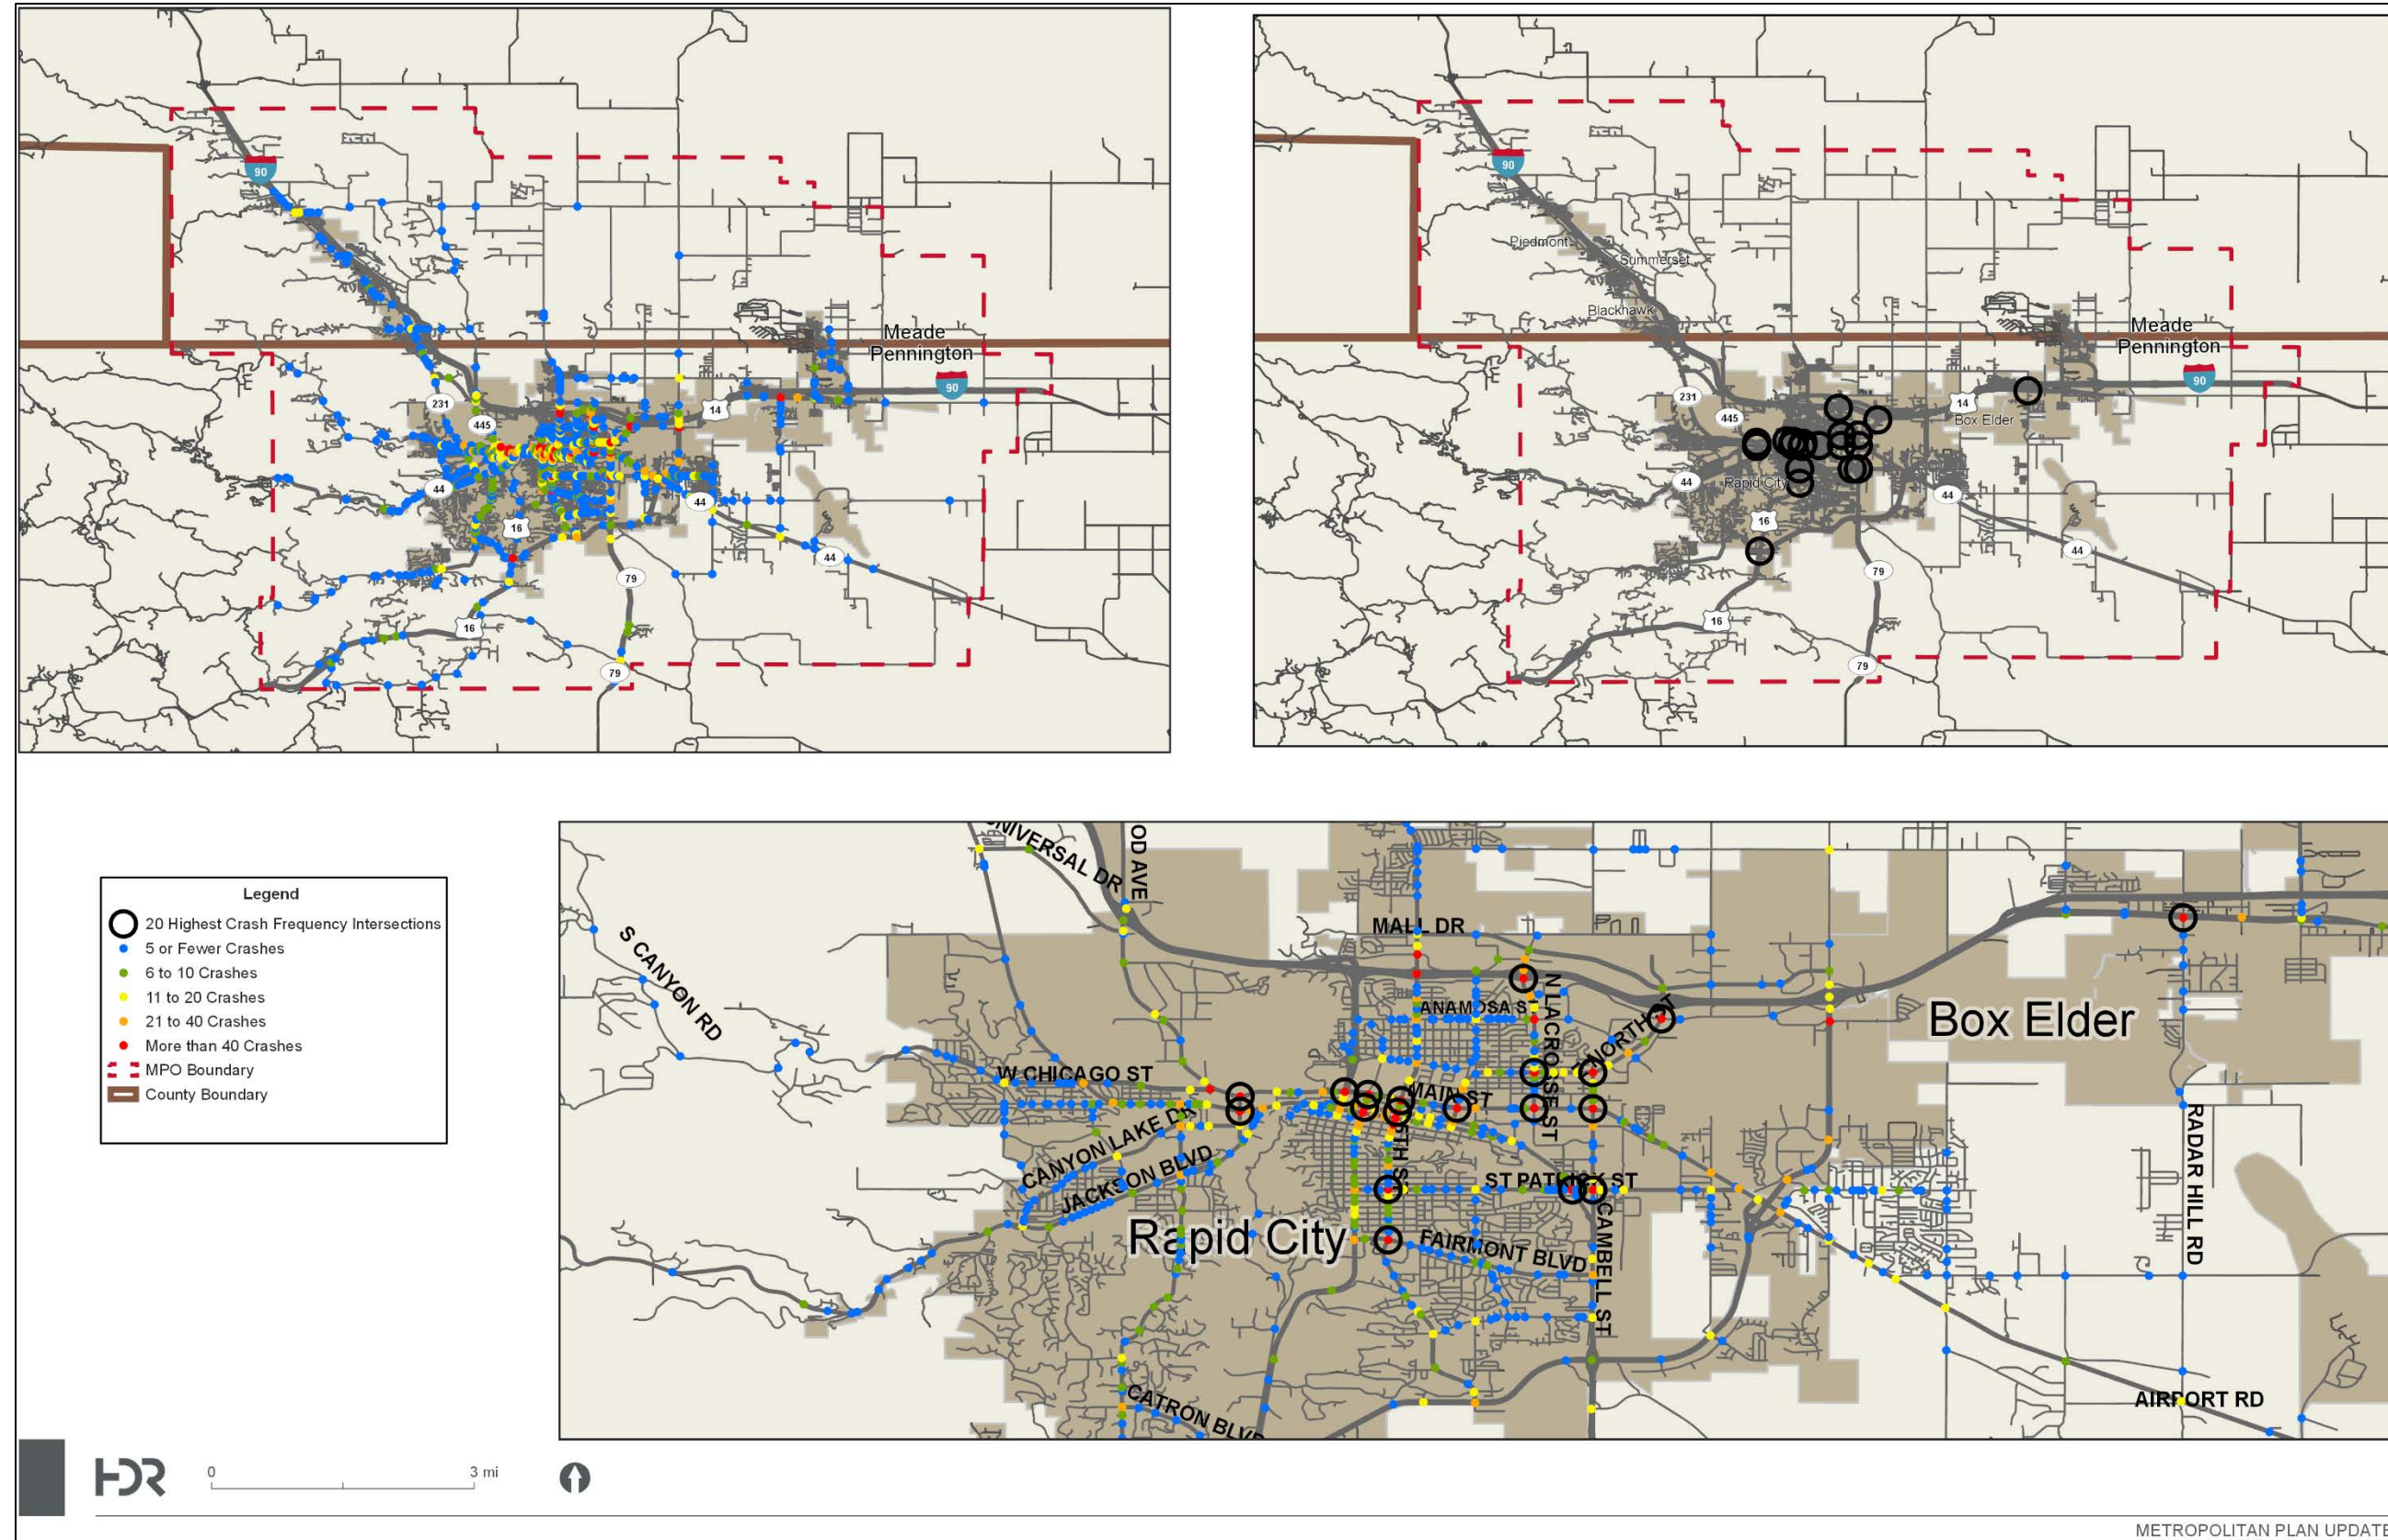 90
Meade
Pennington
90
231
14
445
44
44
16
44
79
16
79
90
Piedmont
Summerset
Blackhawk
Meade
Pennington
90
231
14
445
Box Elder
44
Rapid City
44
16
44
79
16
79
Legend
20 Highest Crash Frequency Intersections
5 or Fewer Crashes
6 to 10 Crashes
11 to 20 Crashes
21 to 40 Crashes
More than 40 Crashes
MPO Boundary
County Boundary
UNIVERSAL DR
OD AVE
S CANYON RD
MALL DR
ANAMOSA ST
N LACROSSE ST
Box Elder
W CHICAGO ST
MAIN ST
CANYON LAKE DR
JACKSON BLVD
5TH ST
ST PATRICK ST
RADAR HILL RD
Rapid City
FAIRMONT BLVD
CAMBELL ST
CATRON BLVD
AIRPORT RD
HDR
0 3 mi
METROPOLITAN PLAN UPDATE